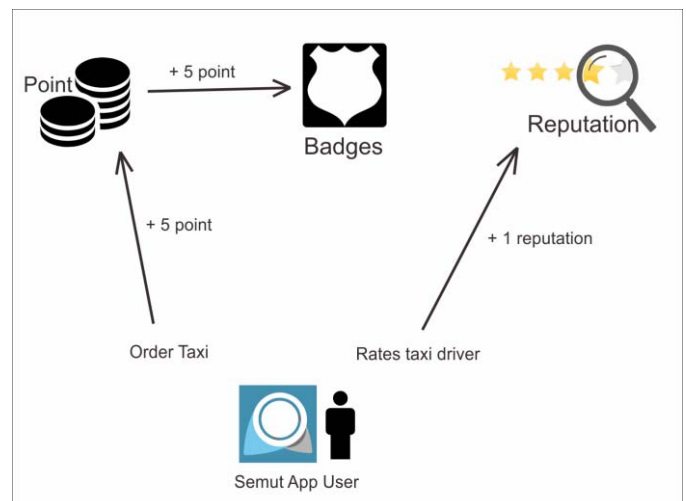 Point
+ 5 point
Badges
Reputation
+ 5 point
+ 1 reputation
Order Taxi
Rates taxi driver
Semut App User